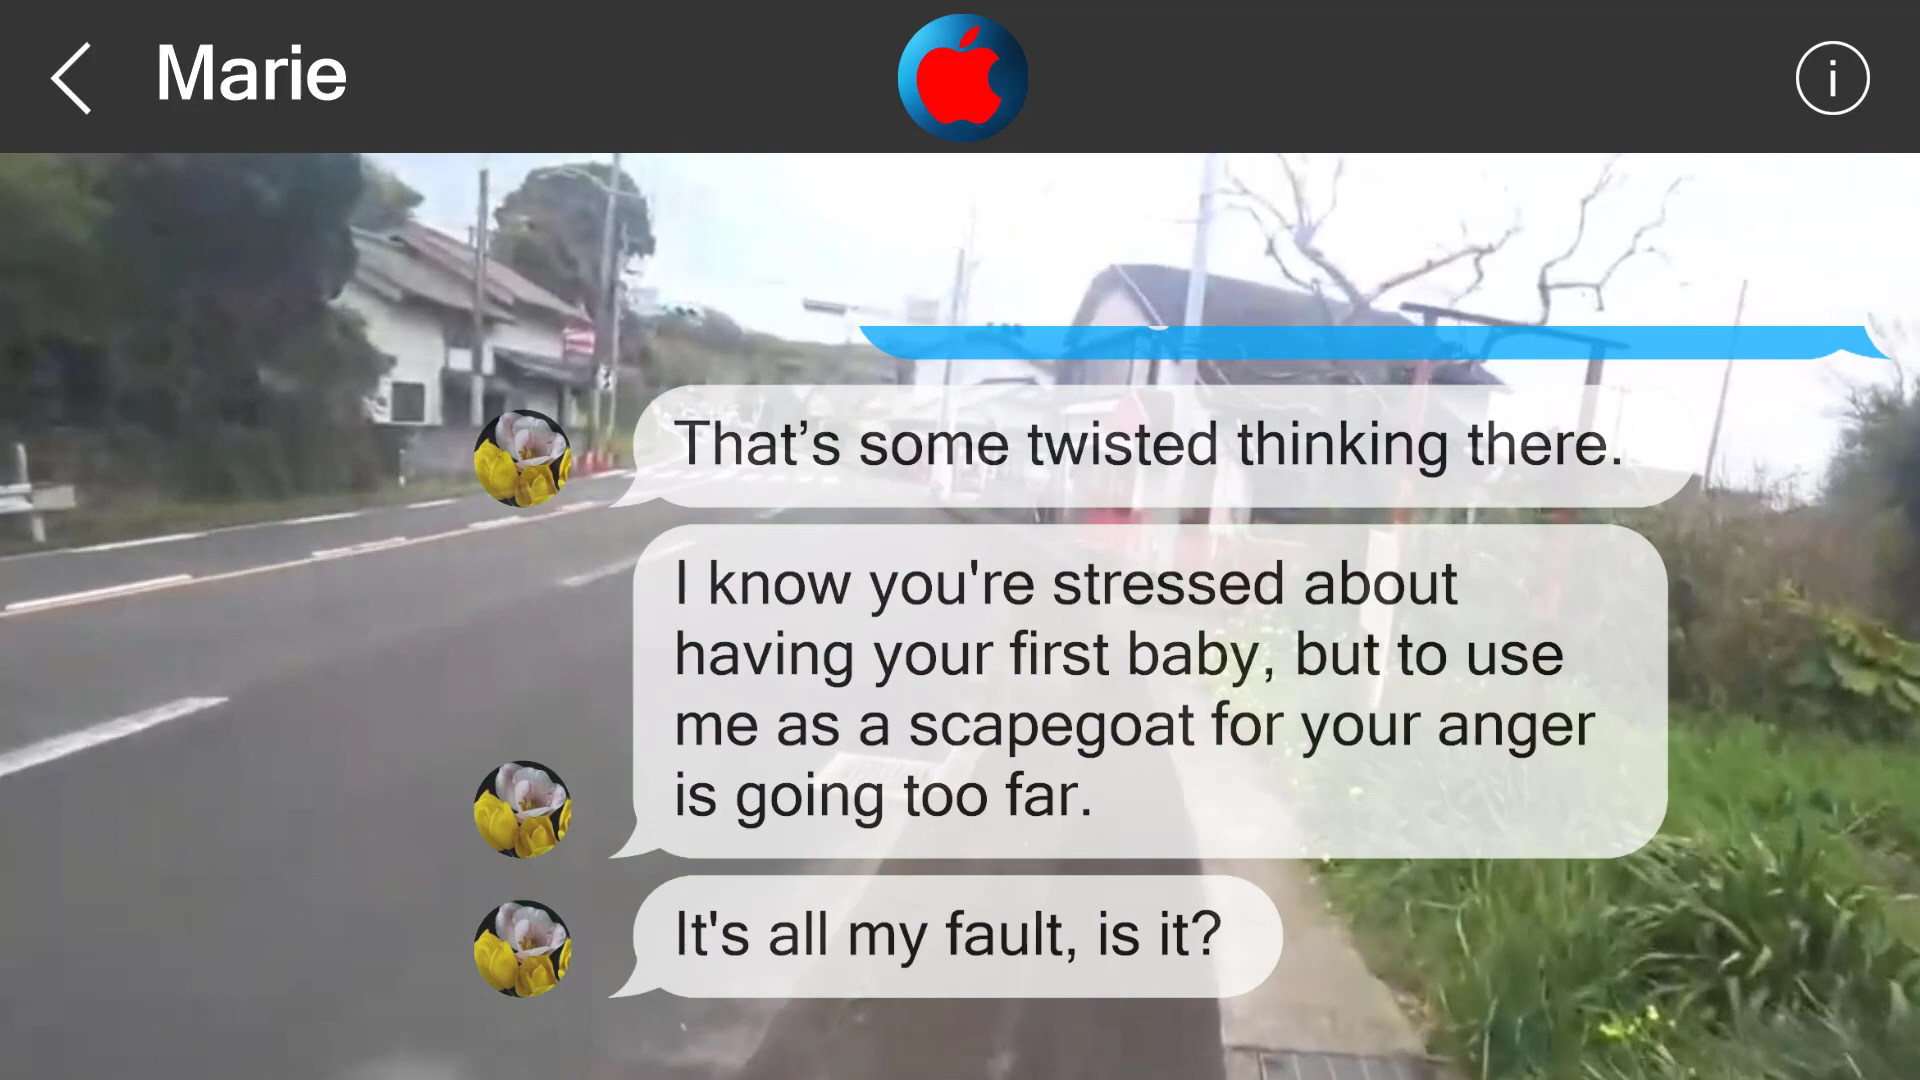 Marie
That’s some twisted thinking there.
I know you're stressed about
having your first baby, but to use
me as a scapegoat for your anger
is going too far.
It's all my fault, is it?